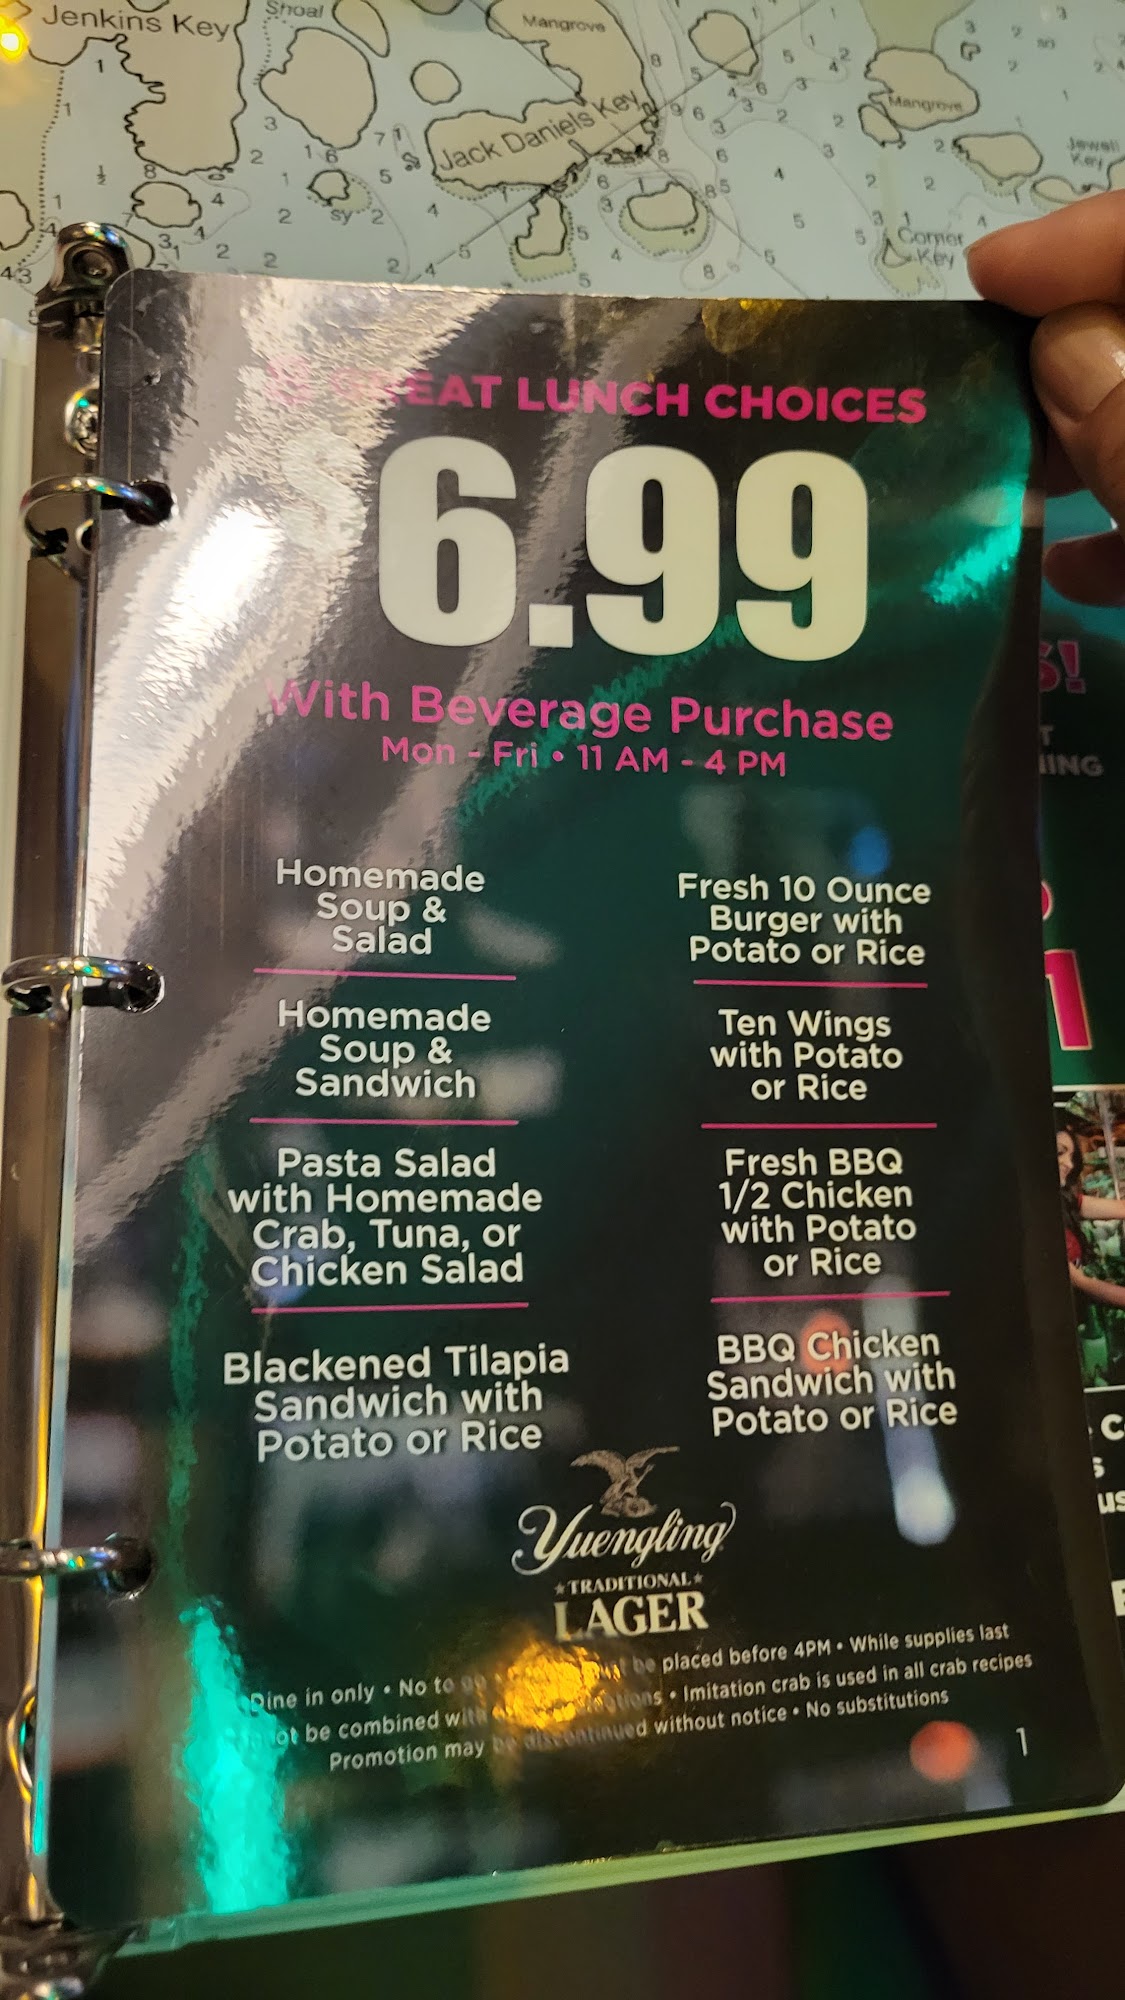 Jenkins Key
Shoal
Mangrove
Jack Daniels Key
Mangrove
Jewell
Key
Comer
Key
8 GREAT LUNCH CHOICES
$6.99
With Beverage Purchase
Mon - Fri • 11 AM - 4 PM
Homemade
Soup &
Salad
Homemade
Soup &
Sandwich
Pasta Salad
with Homemade
Crab, Tuna, or
Chicken Salad
Blackened Tilapia
Sandwich with
Potato or Rice
Fresh 10 Ounce
Burger with
Potato or Rice
Ten Wings
with Potato
or Rice
Fresh BBQ
1/2 Chicken
with Potato
or Rice
BBQ Chicken
Sandwich with
Potato or Rice
Yuengling
TRADITIONAL
LAGER
Dine in only • No to go be placed before 4PM • While supplies last
be combined with • Imitation crab is used in all crab recipes
Promotion may be discontinued without notice • No substitutions
1